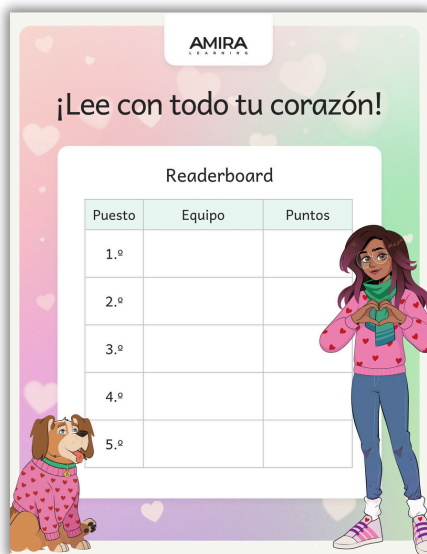 AMIRA
LEARNING
¡Lee con todo tu corazón!
Readerboard
Puesto Equipo Puntos
1.º
2.º
3.º
4.º
5.º